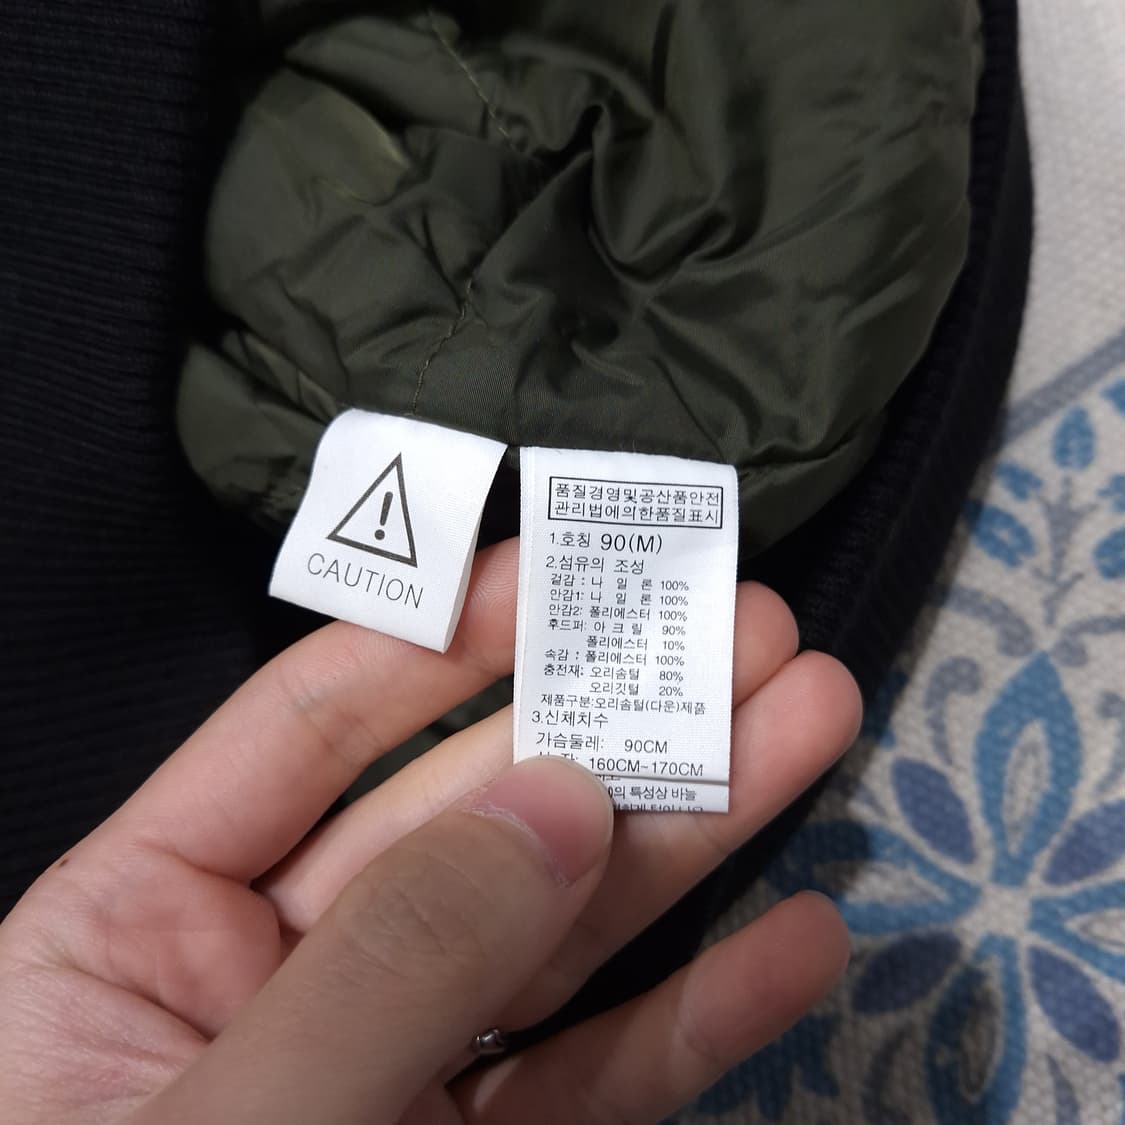 CAUTION
품질경영및공산품안전
관리법에의한품질표시
1.호칭 90(M)
2.섬유의 조성
겉감 : 나 일 론 100%
안감1: 나 일 론 100%
안감2: 폴리에스터 100%
후드퍼: 아 크 릴 90%
폴리에스터 10%
속감 : 폴리에스터 100%
충전재: 오리솜털 80%
오리깃털 20%
제품구분:오리솜털(다운)제품
3.신체치수
가슴둘레: 90CM
160CM~170CM
특성상 바늘